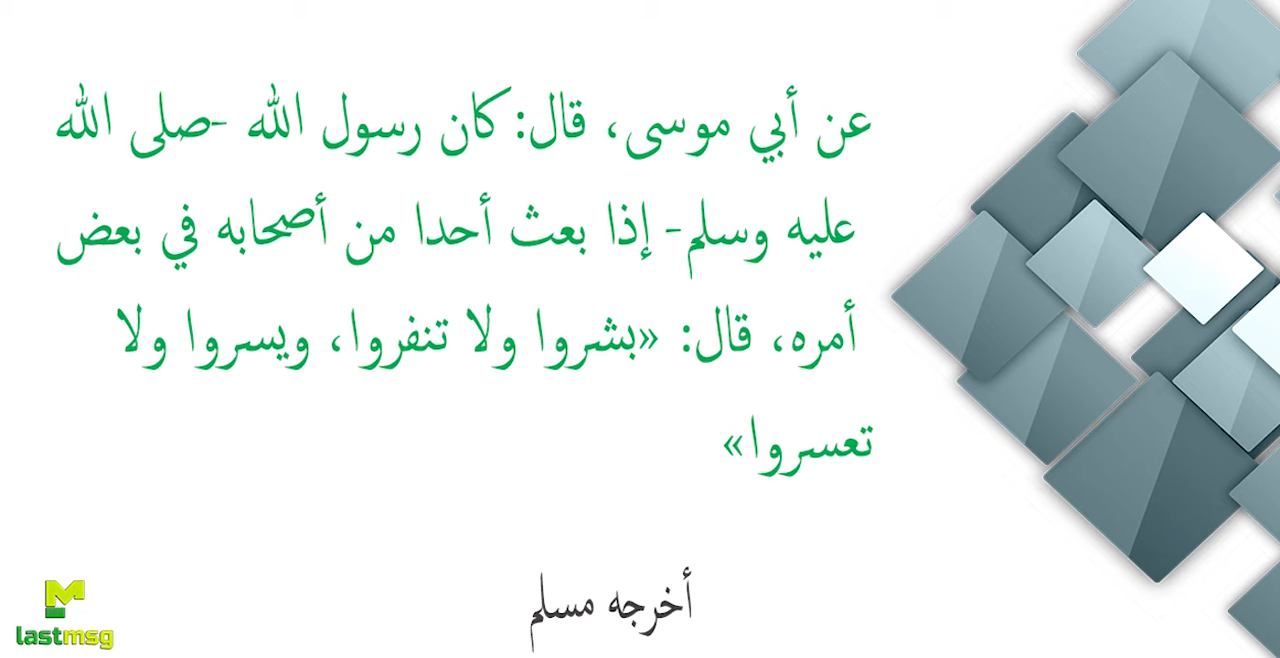 عن أبي موسى، قال: كان رسول الله -صلى الله
عليه وسلم- إذا بعث أحدا من أصحابه في بعض
أمره، قال: «بشروا ولا تنفروا، ويسروا ولا
تعسروا»
أخرجه مسلم
lastmsg